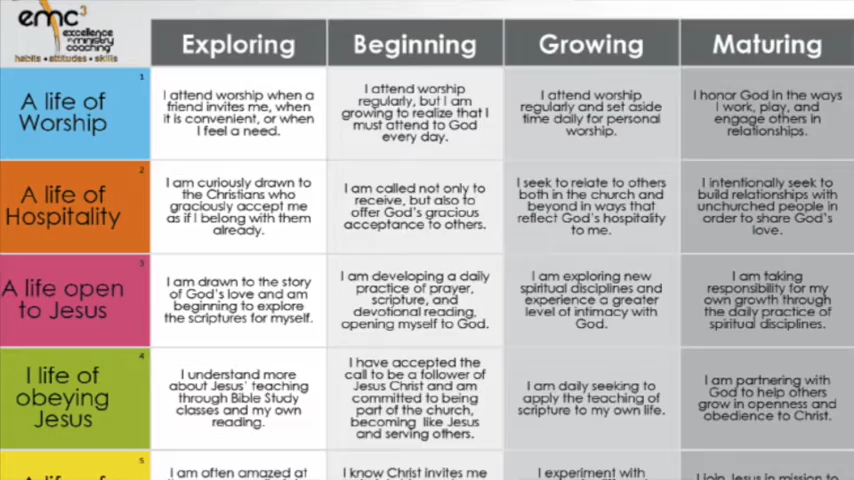 emc3
excellence
in ministry
coaching
habits • attitudes • skills
Exploring
Beginning
Growing
Maturing
1
A life of
Worship
I attend worship when a
friend invites me, when
it is convenient, or when
I feel a need.
I attend worship
regularly, but I am
growing to realize that I
must attend to God
every day.
I attend worship
regularly and set aside
time daily for personal
worship.
I honor God in the ways
I work, play, and
engage others in
relationships.
2
A life of
Hospitality
I am curiously drawn to
the Christians who
graciously accept me
as if I belong with them
already.
I am called not only to
receive, but also to
offer God's gracious
acceptance to others.
I seek to relate to others
both in the church and
beyond in ways that
reflect God's hospitality
to me.
I intentionally seek to
build relationships with
unchurched people in
order to share God's
love.
3
A life open
to Jesus
I am drawn to the story
of God's love and am
beginning to explore
the scriptures for myself.
I am developing a daily
practice of prayer,
scripture, and
devotional reading,
opening myself to God.
I am exploring new
spiritual disciplines and
experience a greater
level of intimacy with
God.
I am taking
responsibility for my
own growth through
the daily practice of
spiritual disciplines.
4
I life of
obeying
Jesus
I understand more
about Jesus' teaching
through Bible Study
classes and my own
reading.
I have accepted the
call to be a follower of
Jesus Christ and am
committed to being
part of the church,
becoming like Jesus
and serving others.
I am daily seeking to
apply the teaching of
scripture to my own life.
I am partnering with
God to help others
grow in openness and
obedience to Christ.
5
A life of
I am often amazed at
I know Christ invites me
I experiment with
I join Jesus in mission to